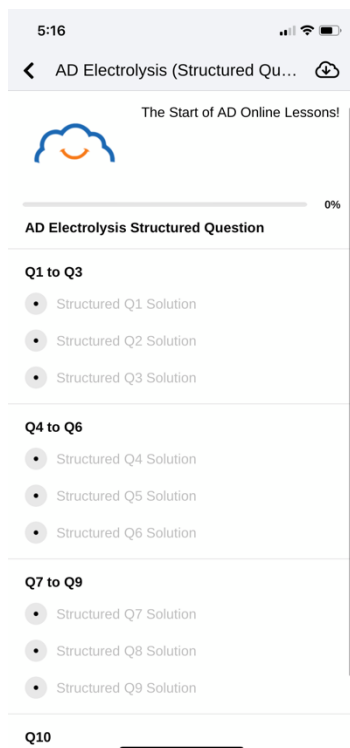 5:16
AD Electrolysis (Structured Qu...
The Start of AD Online Lessons!
0%
AD Electrolysis Structured Question
Q1 to Q3
Structured Q1 Solution
Structured Q2 Solution
Structured Q3 Solution
Q4 to Q6
Structured Q4 Solution
Structured Q5 Solution
Structured Q6 Solution
Q7 to Q9
Structured Q7 Solution
Structured Q8 Solution
Structured Q9 Solution
Q10